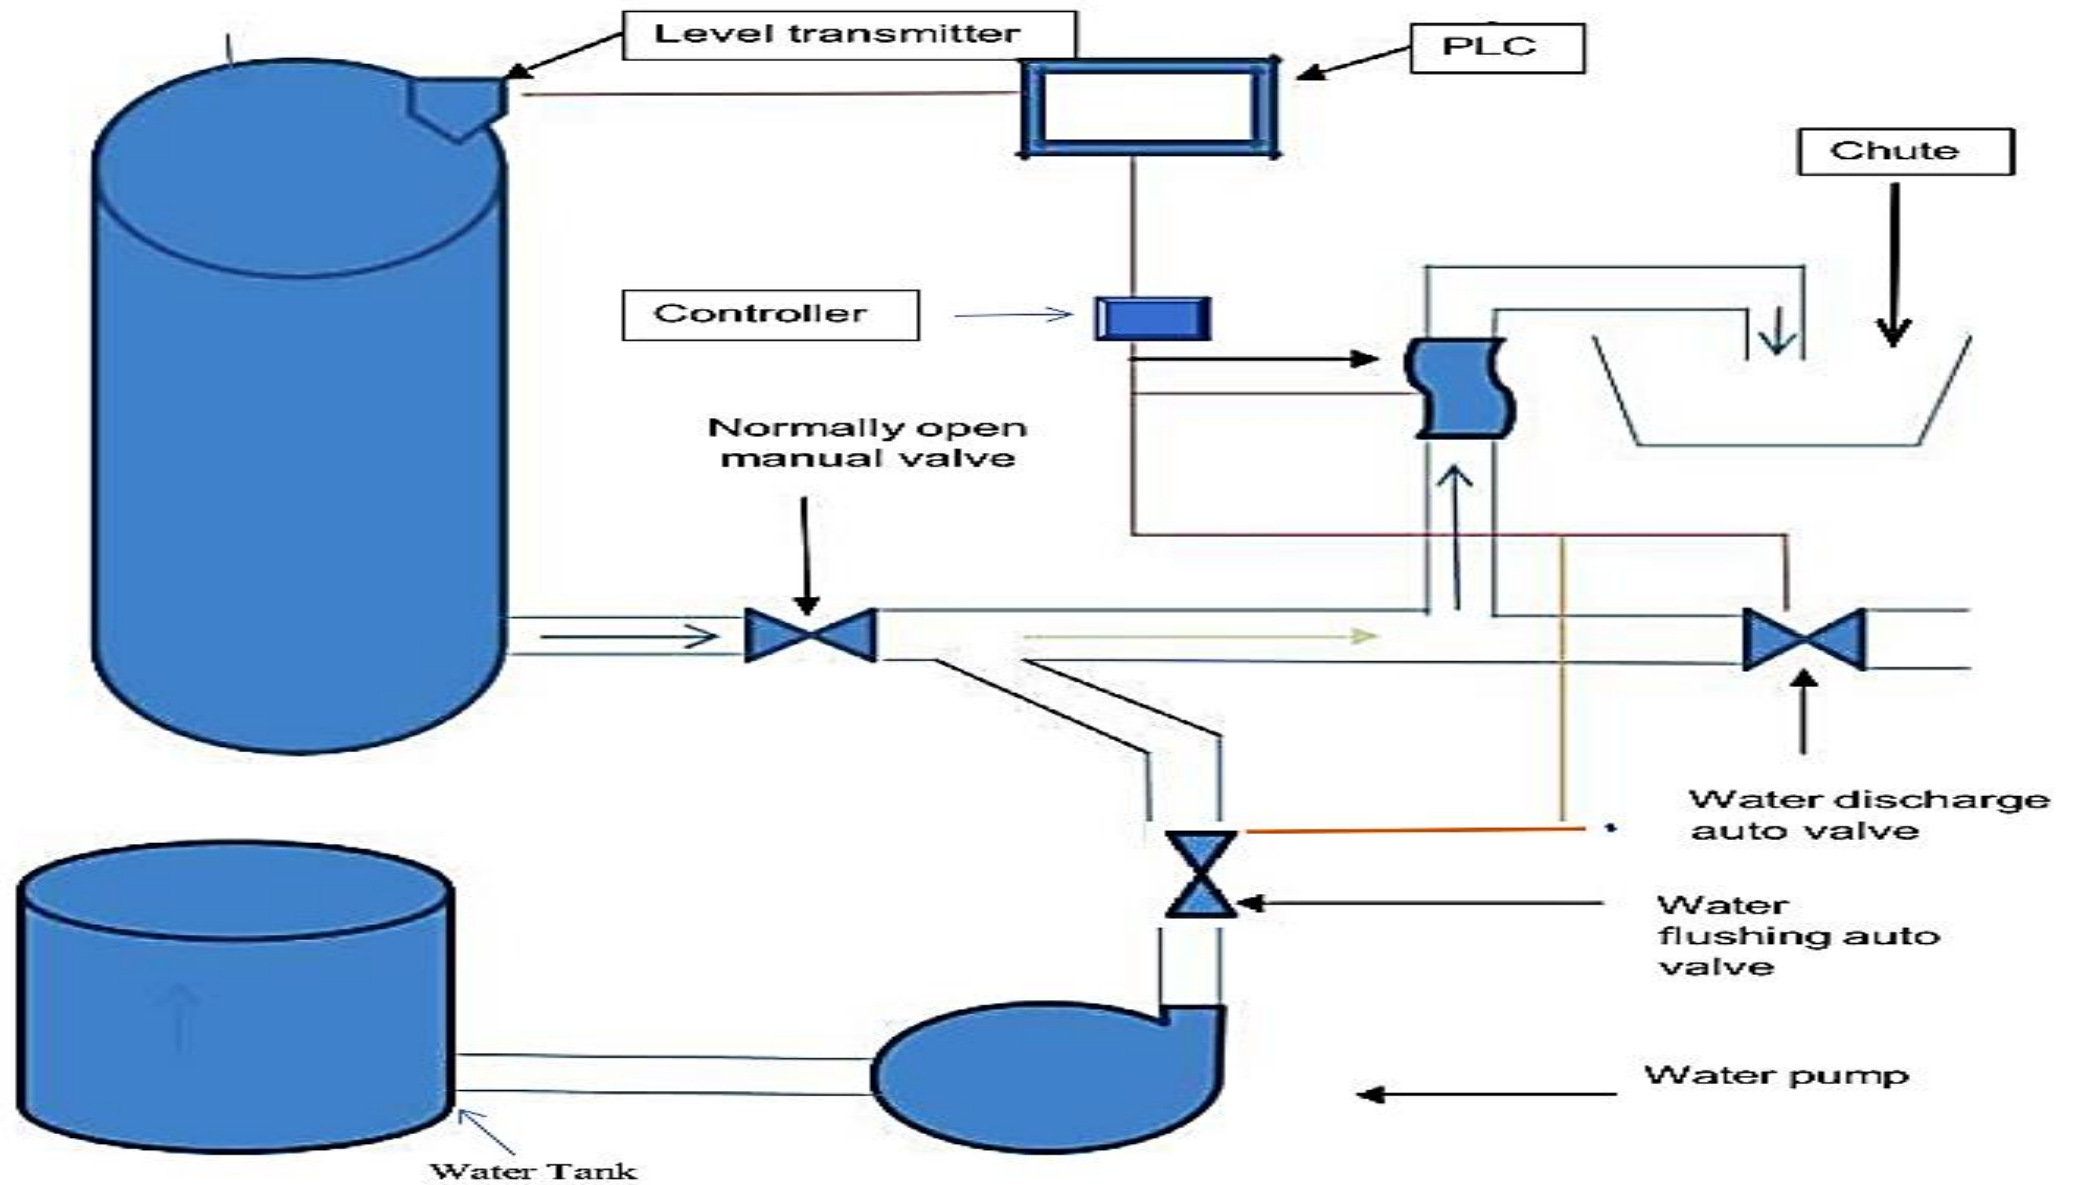 Level transmitter
PLC
Chute
Controller
Normally open
manual valve
Water discharge
auto valve
Water
flushing auto
valve
Water pump
Water Tank